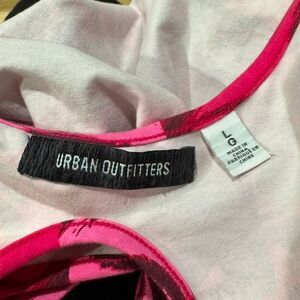 URBAN OUTFITTERS
L
G
MADE IN
CHINA
FABRIQUÉ EN
CHINE